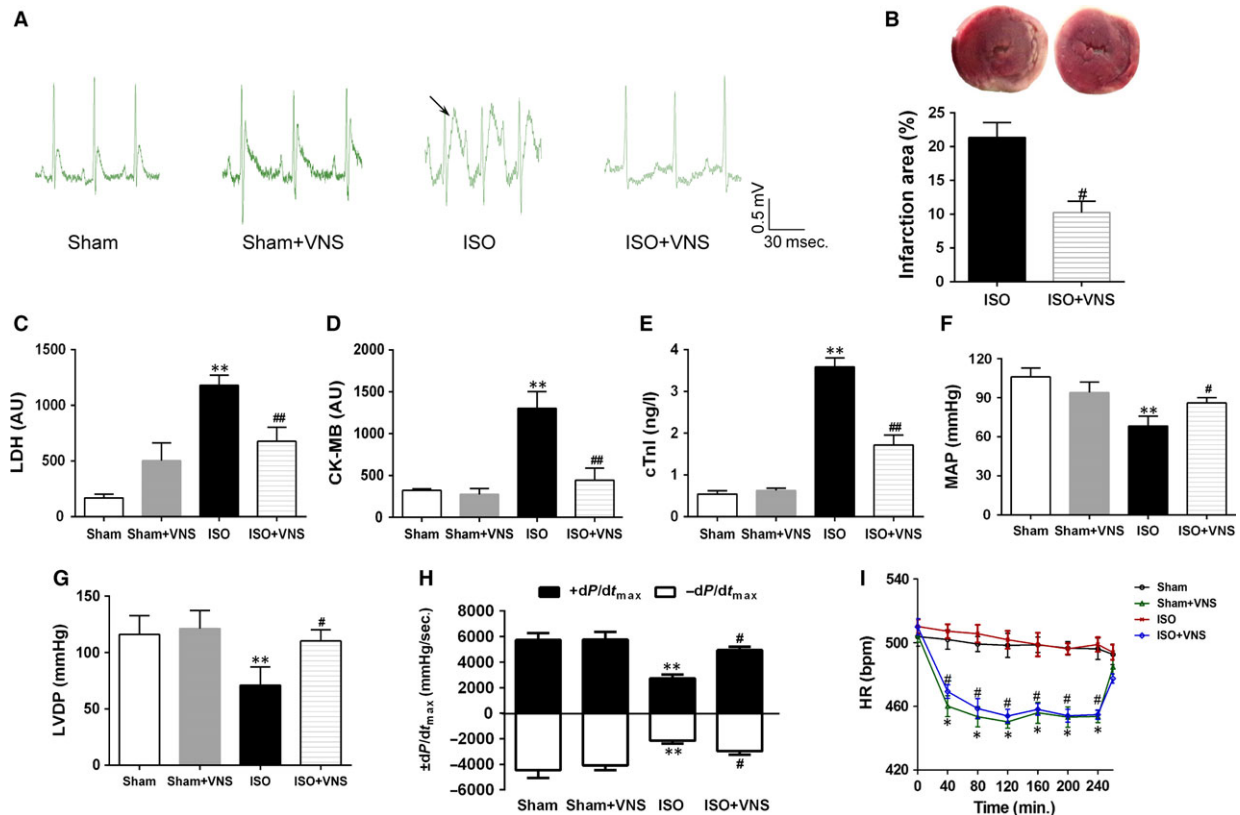 A
Sham
Sham+VNS
ISO
ISO+VNS
0.5 mV
30 msec.
B
Infarction area (%)
25
20
15
10
5
0
#
ISO
ISO+VNS
C
LDH (AU)
1500
1000
500
0
**
##
Sham
Sham+VNS
ISO
ISO+VNS
D
CK-MB (AU)
2000
1500
1000
500
0
**
##
Sham
Sham+VNS
ISO
ISO+VNS
E
cTnI (ng/l)
4
3
2
1
0
**
##
Sham
Sham+VNS
ISO
ISO+VNS
F
MAP (mmHg)
120
90
60
30
0
**
#
Sham
Sham+VNS
ISO
ISO+VNS
G
LVDP (mmHg)
150
100
50
0
**
#
Sham
Sham+VNS
ISO
ISO+VNS
H
+dP/dtmax
−dP/dtmax
±dP/dtmax (mmHg/sec.)
8000
6000
4000
2000
0
−2000
−4000
−6000
**
#
**
#
Sham
Sham+VNS
ISO
ISO+VNS
I
Sham
Sham+VNS
ISO
ISO+VNS
HR (bpm)
540
500
460
420
# # # # # #
* * * * * *
0 40 80 120 160 200 240
Time (min.)